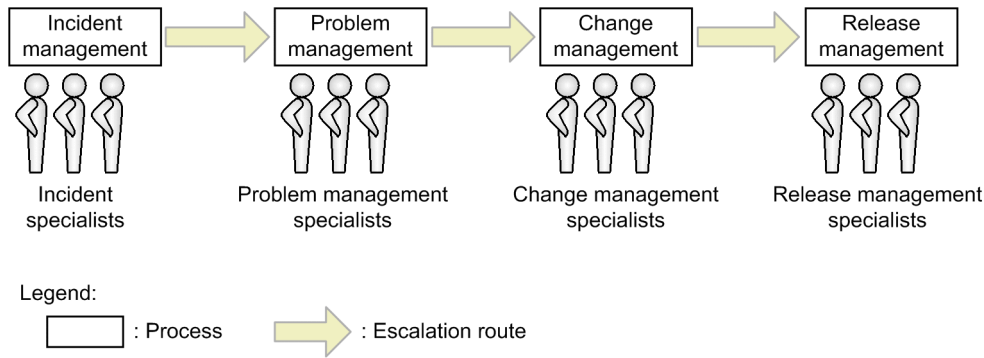 Incident
management
Problem
management
Change
management
Release
management
Incident
specialists
Problem management
specialists
Change management
specialists
Release management
specialists
Legend:
: Process
: Escalation route